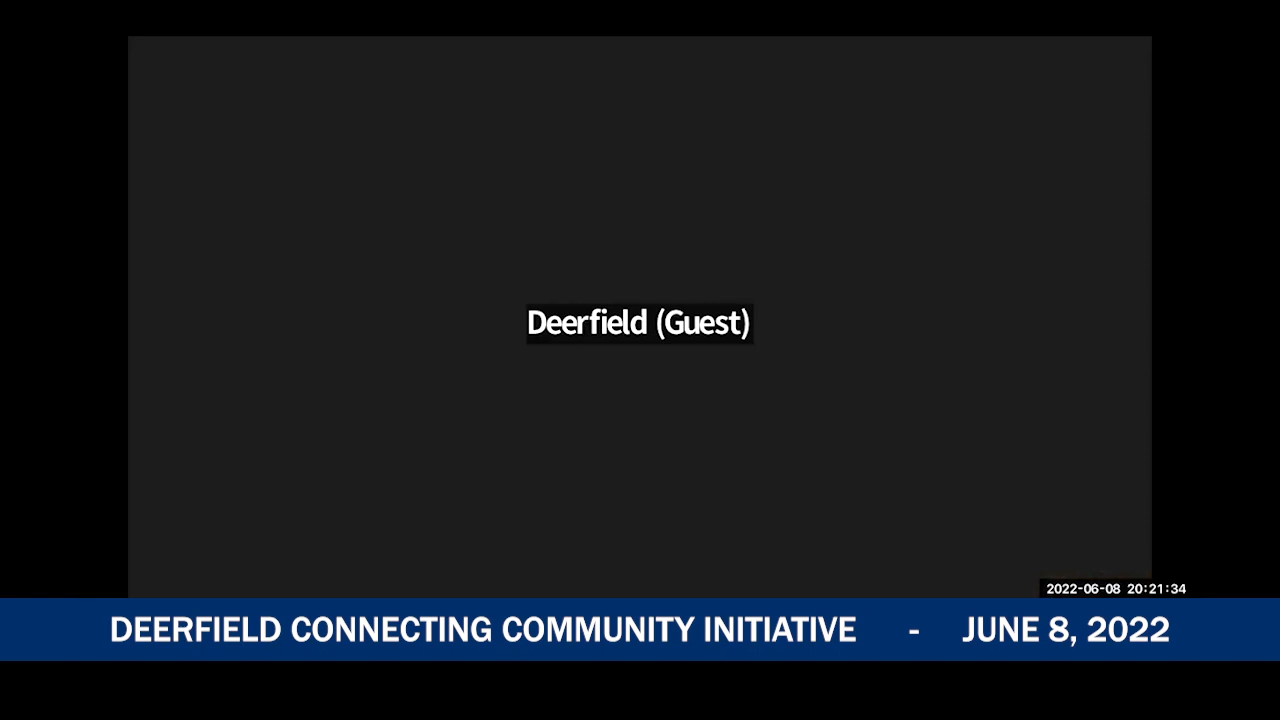 Deerfield (Guest)
2022-06-08 20:21:34
DEERFIELD CONNECTING COMMUNITY INITIATIVE - JUNE 8, 2022